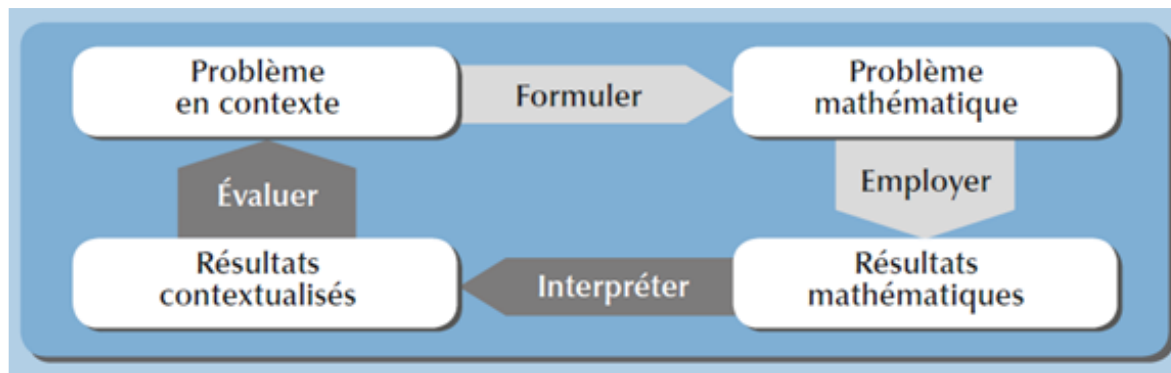 Problème
en contexte
Formuler
Problème
mathématique
Évaluer
Employer
Résultats
contextualisés
Interpréter
Résultats
mathématiques